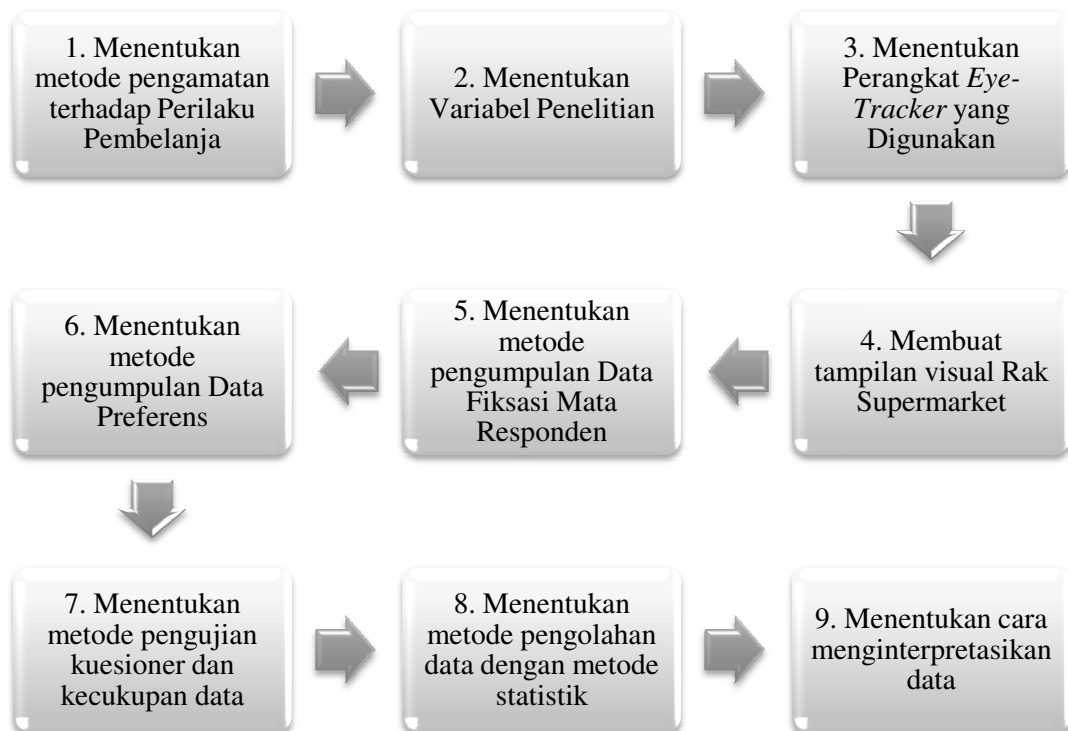 1. Menentukan
metode pengamatan
terhadap Perilaku
Pembelanja
2. Menentukan
Variabel Penelitian
3. Menentukan
Perangkat Eye-
Tracker yang
Digunakan
4. Membuat
tampilan visual Rak
Supermarket
5. Menentukan
metode
pengumpulan Data
Fiksasi Mata
Responden
6. Menentukan
metode
pengumpulan Data
Preferens
7. Menentukan
metode pengujian
kuesioner dan
kecukupan data
8. Menentukan
metode pengolahan
data dengan metode
statistik
9. Menentukan cara
menginterpretasikan
data